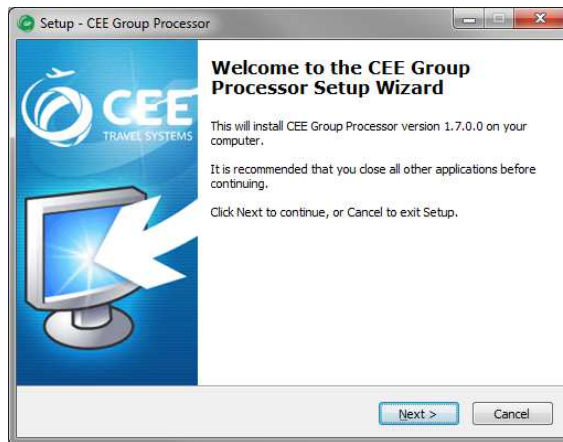 Setup - CEE Group Processor
CEE
TRAVEL SYSTEMS
Welcome to the CEE Group
Processor Setup Wizard
This will install CEE Group Processor version 1.7.0.0 on your
computer.
It is recommended that you close all other applications before
continuing.
Click Next to continue, or Cancel to exit Setup.
Next >
Cancel